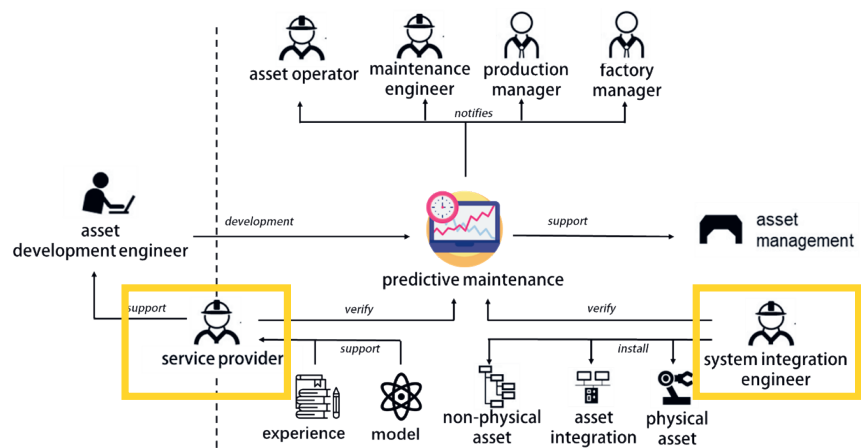 asset operator
maintenance
engineer
production
manager
factory
manager
notifies
asset
development engineer
development
predictive maintenance
support
asset
management
support
service provider
verify
support
experience
model
verify
install
system integration
engineer
non-physical
asset
asset
integration
physical
asset